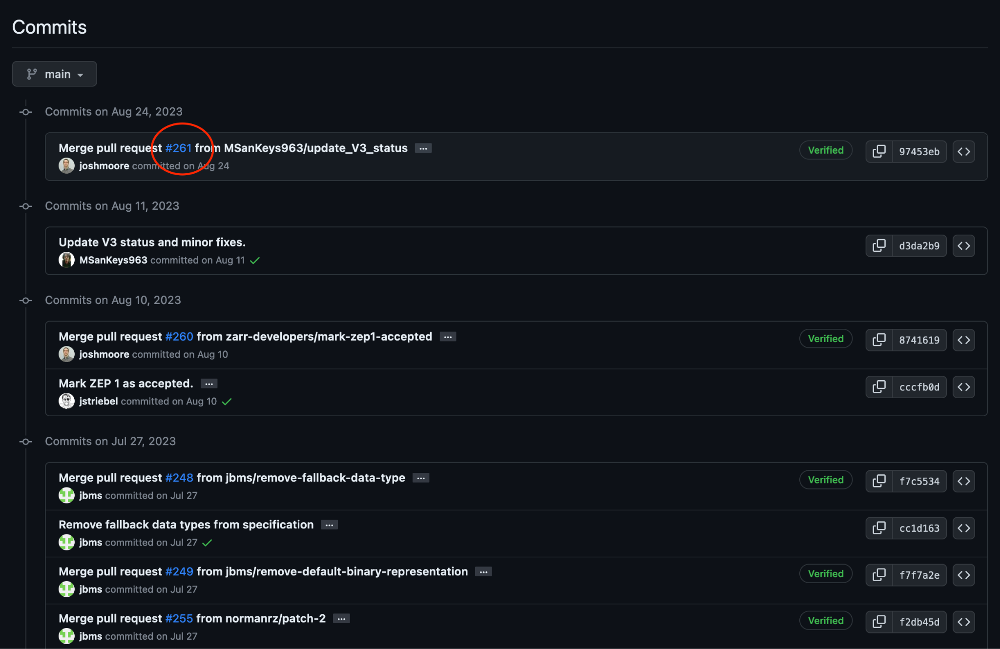 Commits
main
Commits on Aug 24, 2023
Merge pull request #261 from MSanKeys963/update_V3_status ...
Verified
97453eb
joshmoore committed on Aug 24
Commits on Aug 11, 2023
Update V3 status and minor fixes.
d3da2b9
MSanKeys963 committed on Aug 11
Commits on Aug 10, 2023
Merge pull request #260 from zarr-developers/mark-zep1-accepted ...
Verified
8741619
joshmoore committed on Aug 10
Mark ZEP 1 as accepted. ...
cccfb0d
jstriebel committed on Aug 10
Commits on Jul 27, 2023
Merge pull request #248 from jbms/remove-fallback-data-type ...
Verified
f7c5534
jbms committed on Jul 27
Remove fallback data types from specification ...
cc1d163
jbms committed on Jul 27
Merge pull request #249 from jbms/remove-default-binary-representation ...
Verified
f7f7a2e
jbms committed on Jul 27
Merge pull request #255 from normanrz/patch-2 ...
Verified
f2db45d
jbms committed on Jul 27